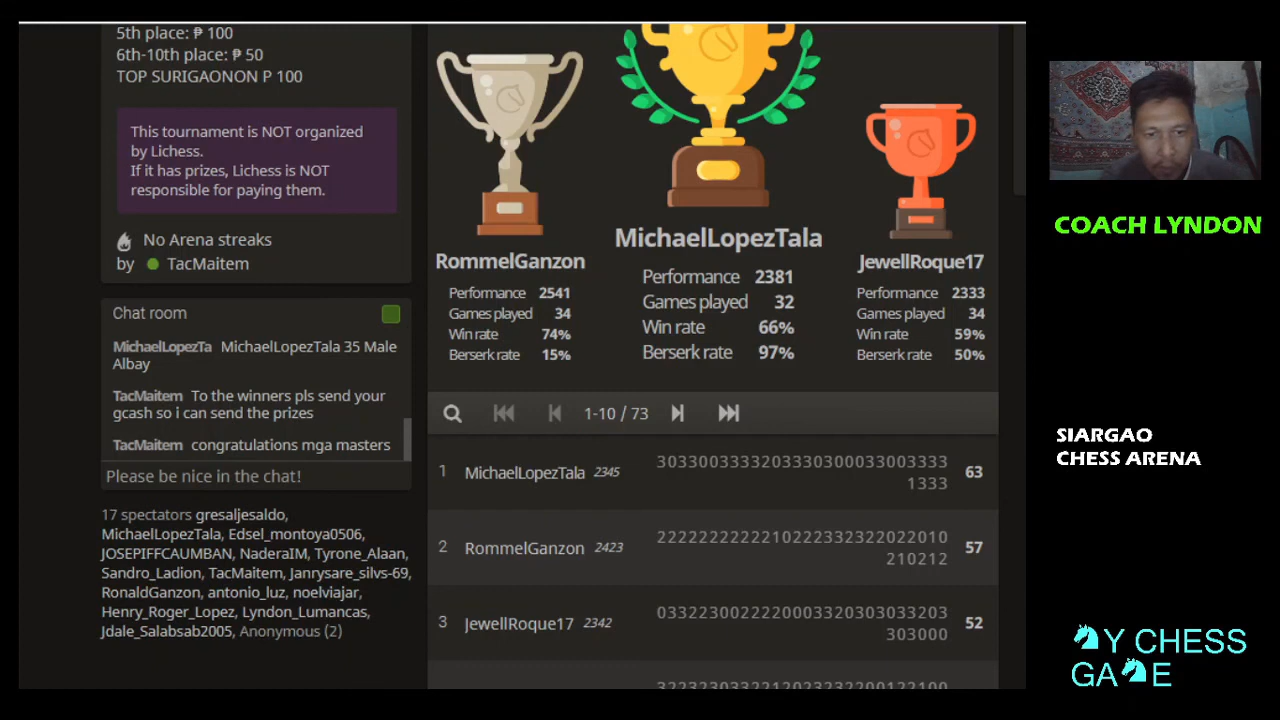 5th place: ₱ 100
6th-10th place: ₱ 50
TOP SURIGAONON P 100
This tournament is NOT organized
by Lichess.
If it has prizes, Lichess is NOT
responsible for paying them.
No Arena streaks
by TacMaitem
Chat room
MichaelLopezTa MichaelLopezTala 35 Male
Albay
TacMaitem To the winners pls send your
gcash so i can send the prizes
TacMaitem congratulations mga masters
Please be nice in the chat!
17 spectators gresaljesaldo,
MichaelLopezTala, Edsel_montoya0506,
JOSEPIFFCAUMBAN, NaderaIM, Tyrone_Alaan,
Sandro_Ladion, TacMaitem, Janrysare_silvs-69,
RonaldGanzon, antonio_luz, noelviajar,
Henry_Roger_Lopez, Lyndon_Lumancas,
Jdale_Salabsab2005, Anonymous (2)
RommelGanzon
Performance 2541
Games played 34
Win rate 74%
Berserk rate 15%
MichaelLopezTala
Performance 2381
Games played 32
Win rate 66%
Berserk rate 97%
JewellRoque17
Performance 2333
Games played 34
Win rate 59%
Berserk rate 50%
1-10 / 73
1 MichaelLopezTala 2345 3033003333203330300033003333 63
1333
2 RommelGanzon 2423 2222222222210222332322022010 57
210212
3 JewellRoque17 2342 0332230022220003320303033203 52
303000
COACH LYNDON
SIARGAO
CHESS ARENA
Y CHESS
GA E